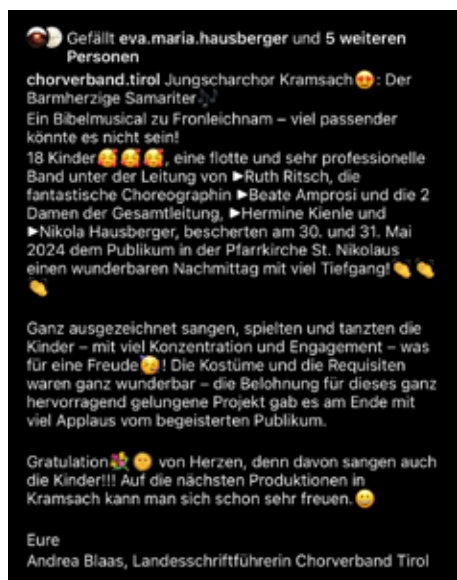 Gefällt eva.maria.hausberger und 5 weiteren
Personen
chorverband.tirol Jungscharchor Kramsach😍: Der
Barmherzige Samariter🎶
Ein Bibelmusical zu Fronleichnam – viel passender
könnte es nicht sein!
18 Kinder🥰🥰🥰, eine flotte und sehr professionelle
Band unter der Leitung von ▶Ruth Ritsch, die
fantastische Choreographin ▶Beate Amprosi und die 2
Damen der Gesamtleitung, ▶Hermine Kienle und
▶Nikola Hausberger, bescherten am 30. und 31. Mai
2024 dem Publikum in der Pfarrkirche St. Nikolaus
einen wunderbaren Nachmittag mit viel Tiefgang!👏👏
👏
Ganz ausgezeichnet sangen, spielten und tanzten die
Kinder – mit viel Konzentration und Engagement – was
für eine Freude🥳! Die Kostüme und die Requisiten
waren ganz wunderbar – die Belohnung für dieses ganz
hervorragend gelungene Projekt gab es am Ende mit
viel Applaus vom begeisterten Publikum.
Gratulation💐🌞 von Herzen, denn davon sangen auch
die Kinder!!! Auf die nächsten Produktionen in
Kramsach kann man sich schon sehr freuen.😀
Eure
Andrea Blaas, Landesschriftführerin Chorverband Tirol